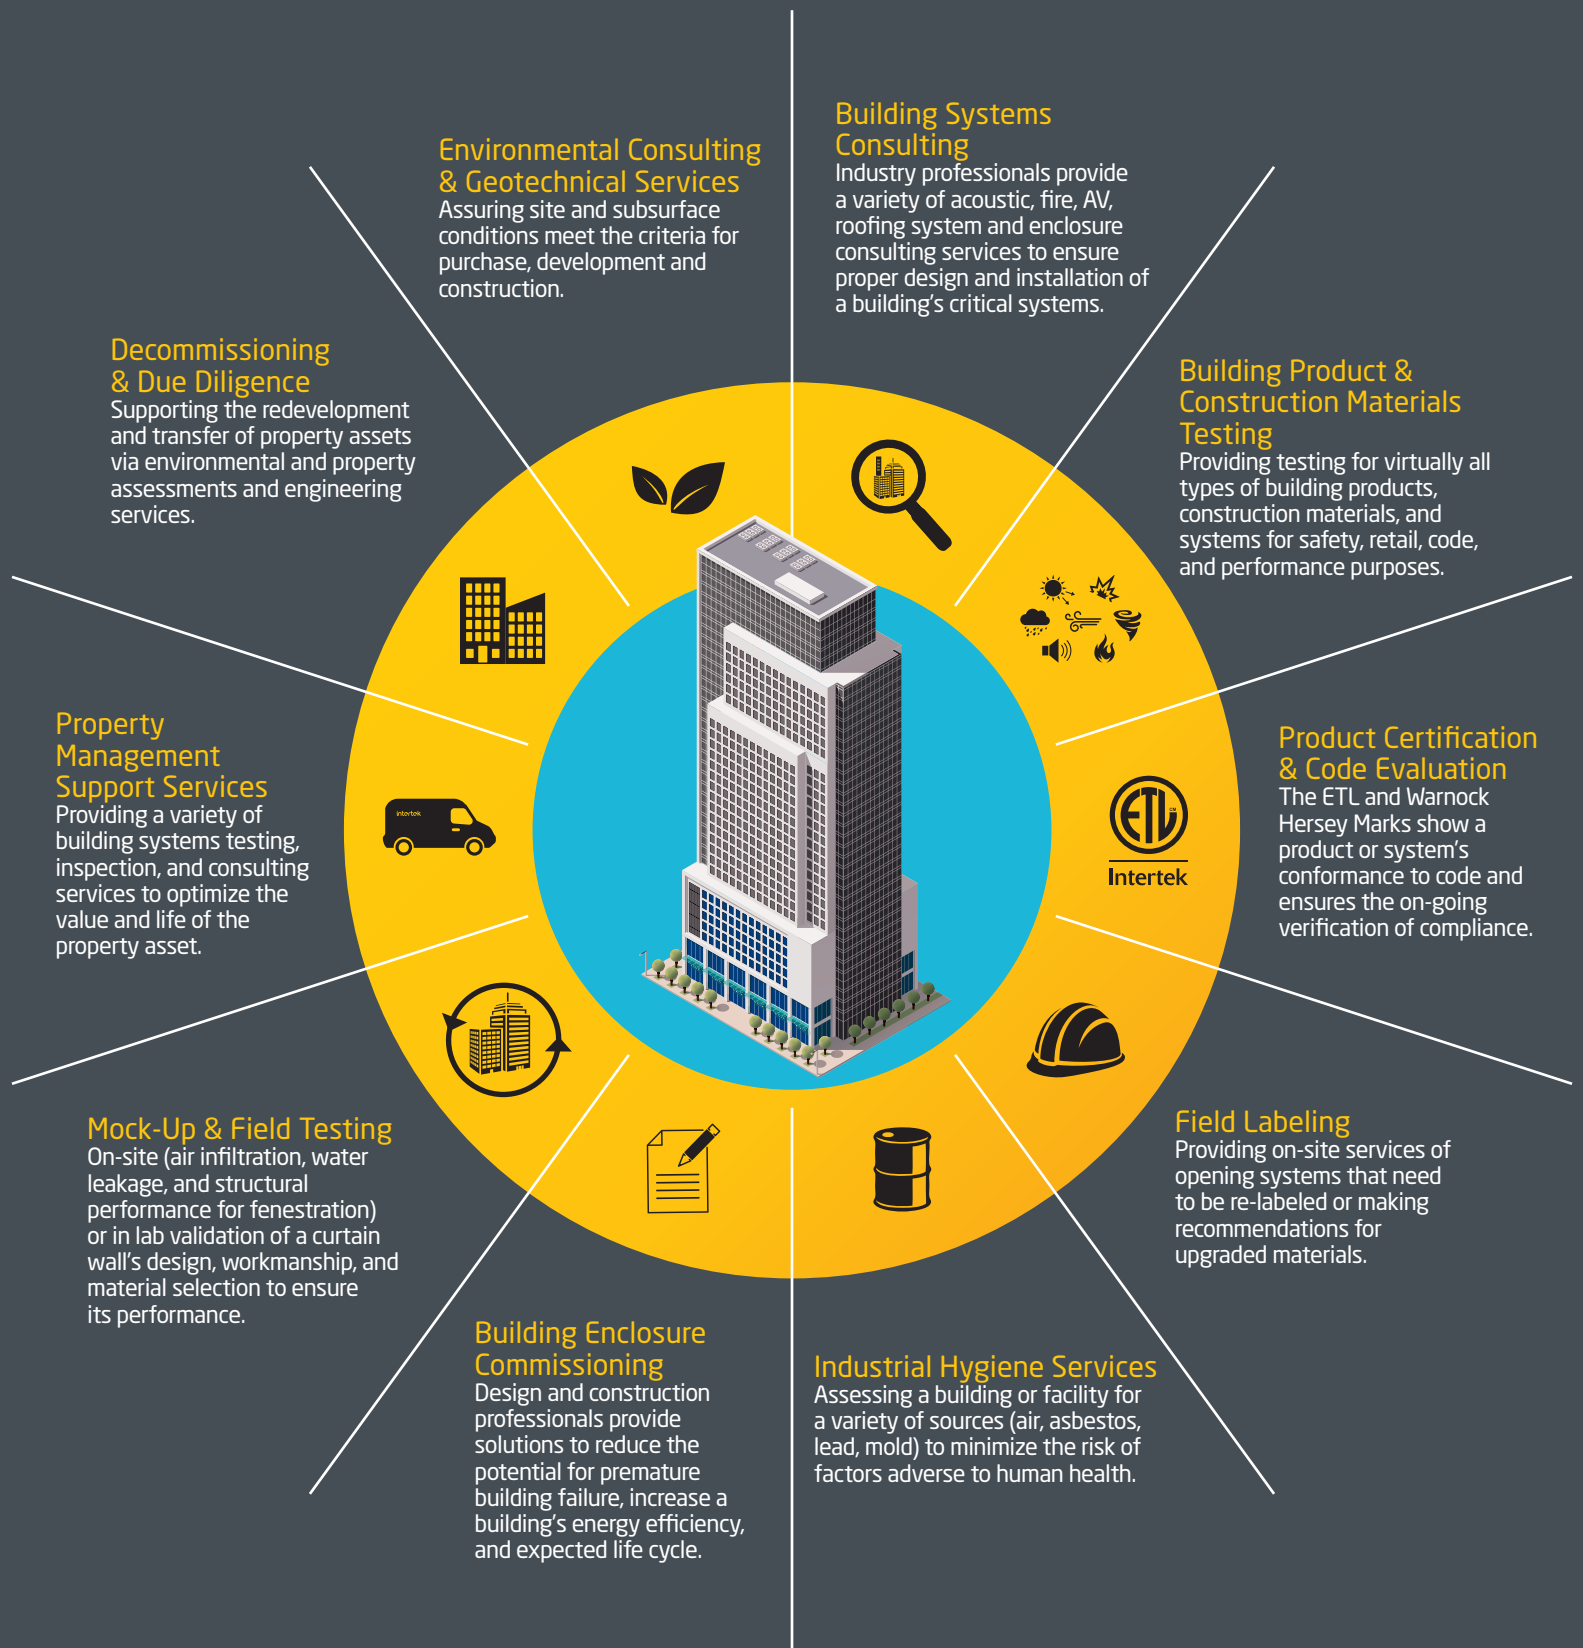 Building Systems
Consulting
Industry professionals provide
a variety of acoustic, fire, AV,
roofing system and enclosure
consulting services to ensure
proper design and installation of
a building's critical systems.
Building Product &
Construction Materials
Testing
Providing testing for virtually all
types of building products,
construction materials, and
systems for safety, retail, code,
and performance purposes.
Product Certification
& Code Evaluation
The ETL and Warnock
Hersey Marks show a
product or system's
conformance to code and
ensures the on-going
verification of compliance.
ETL
CM
Intertek
Field Labeling
Providing on-site services of
opening systems that need
to be re-labeled or making
recommendations for
upgraded materials.
Industrial Hygiene Services
Assessing a building or facility for
a variety of sources (air, asbestos,
lead, mold) to minimize the risk of
factors adverse to human health.
Building Enclosure
Commissioning
Design and construction
professionals provide
solutions to reduce the
potential for premature
building failure, increase a
building's energy efficiency,
and expected life cycle.
Mock-Up & Field Testing
On-site (air infiltration, water
leakage, and structural
performance for fenestration)
or in lab validation of a curtain
wall's design, workmanship, and
material selection to ensure
its performance.
Property
Management
Support Services
Providing a variety of
building systems testing,
inspection, and consulting
services to optimize the
value and life of the
property asset.
intertek
Decommissioning
& Due Diligence
Supporting the redevelopment
and transfer of property assets
via environmental and property
assessments and engineering
services.
Environmental Consulting
& Geotechnical Services
Assuring site and subsurface
conditions meet the criteria for
purchase, development and
construction.